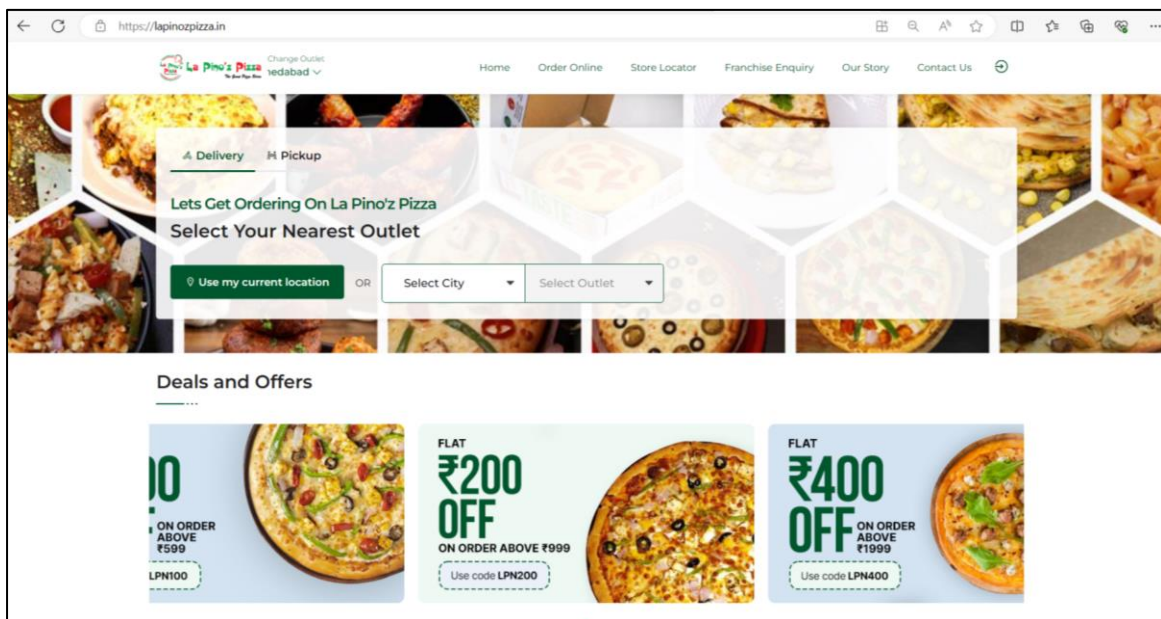 https://lapinozpizza.in
La Pino'z Pizza
Change Outlet
nedabad
Home
Order Online
Store Locator
Franchise Enquiry
Our Story
Contact Us
Delivery
Pickup
Lets Get Ordering On La Pino'z Pizza
Select Your Nearest Outlet
Use my current location
OR
Select City
Select Outlet
Deals and Offers
00
ON ORDER
ABOVE
₹599
LPN100
FLAT
₹200
OFF
ON ORDER ABOVE ₹999
Use code LPN200
FLAT
₹400
OFF
ON ORDER
ABOVE
₹1999
Use code LPN400